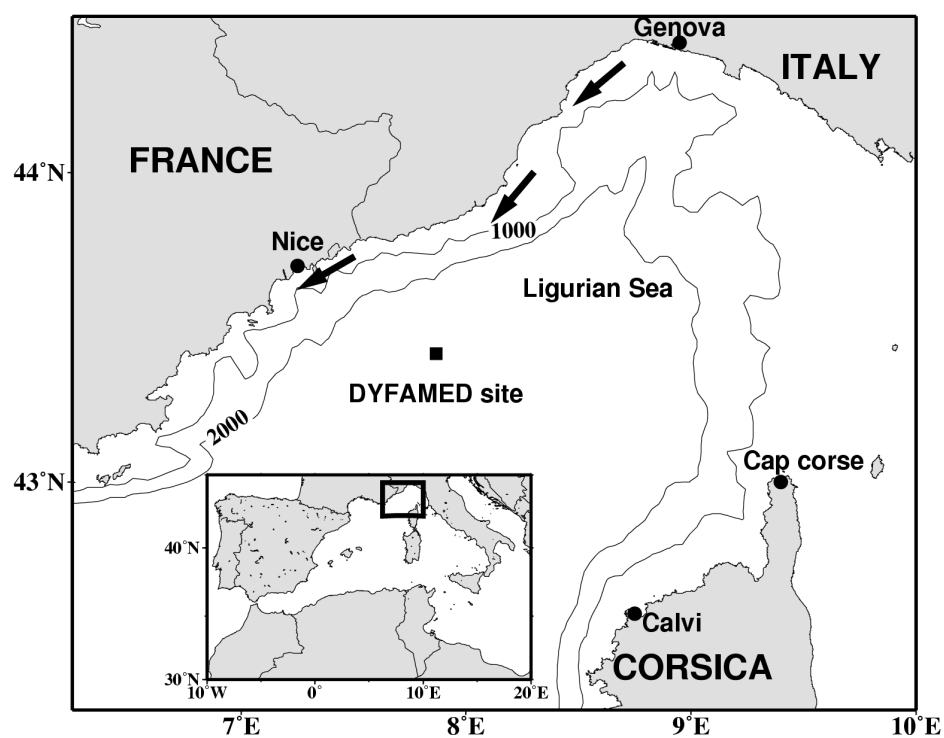 Genova
ITALY
FRANCE
44°N
1000
Nice
Ligurian Sea
DYFAMED site
2000
Cap corse
43°N
40°N
Calvi
CORSICA
30°N
10°W
0°
10°E
20°E
7°E
8°E
9°E
10°E